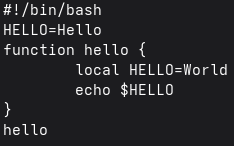 #!/bin/bash
HELLO=Hello
function hello {
        local HELLO=World
        echo $HELLO
}
hello